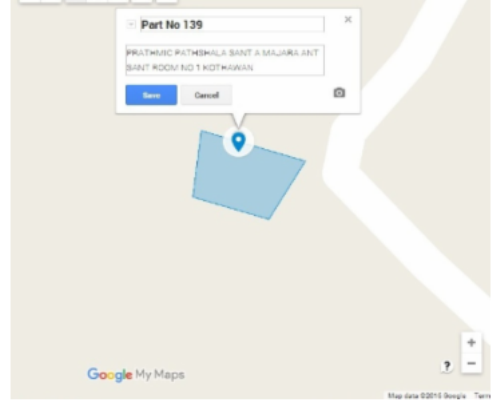 Part No 139
PRATHMIC PATHSHALA SANT A MAJARA ANT
SANT ROOM NO 1 KOTHAWAN
Save Cancel
+
? −
Google My Maps
Map data ©2015 Google Term